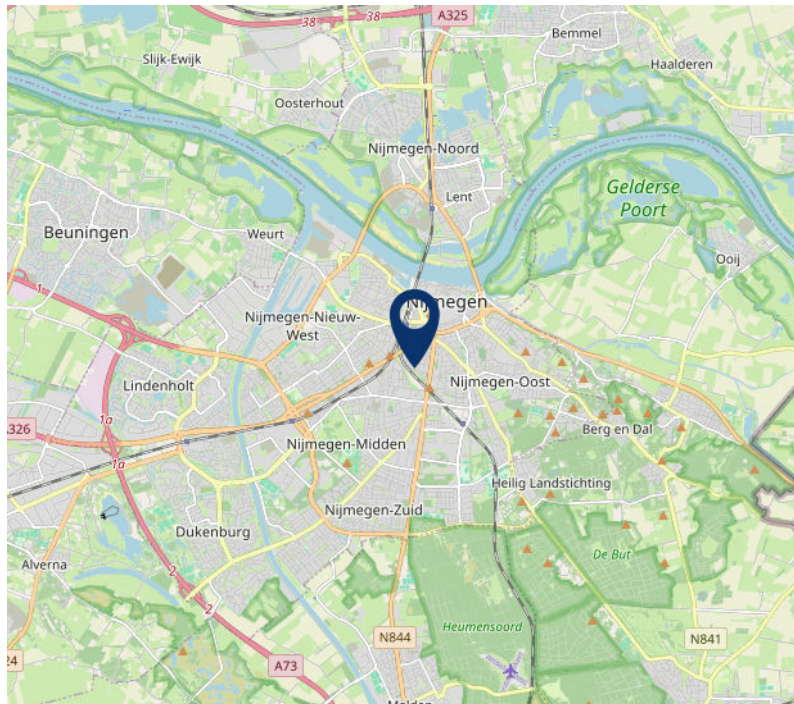 38
38
A325
Slijk-Ewijk
Bemmel
Haalderen
Oosterhout
Nijmegen-Noord
Gelderse
Poort
Lent
Beuningen
Weurt
Ooij
1
Nijmegen
Nijmegen-Nieuw-
West
Lindenholt
Nijmegen-Oost
1a
326
Berg en Dal
Nijmegen-Midden
1a
Heilig Landstichting
Nijmegen-Zuid
Dukenburg
De But
Alverna
2
2
Heumensoord
N844
N841
24
A73